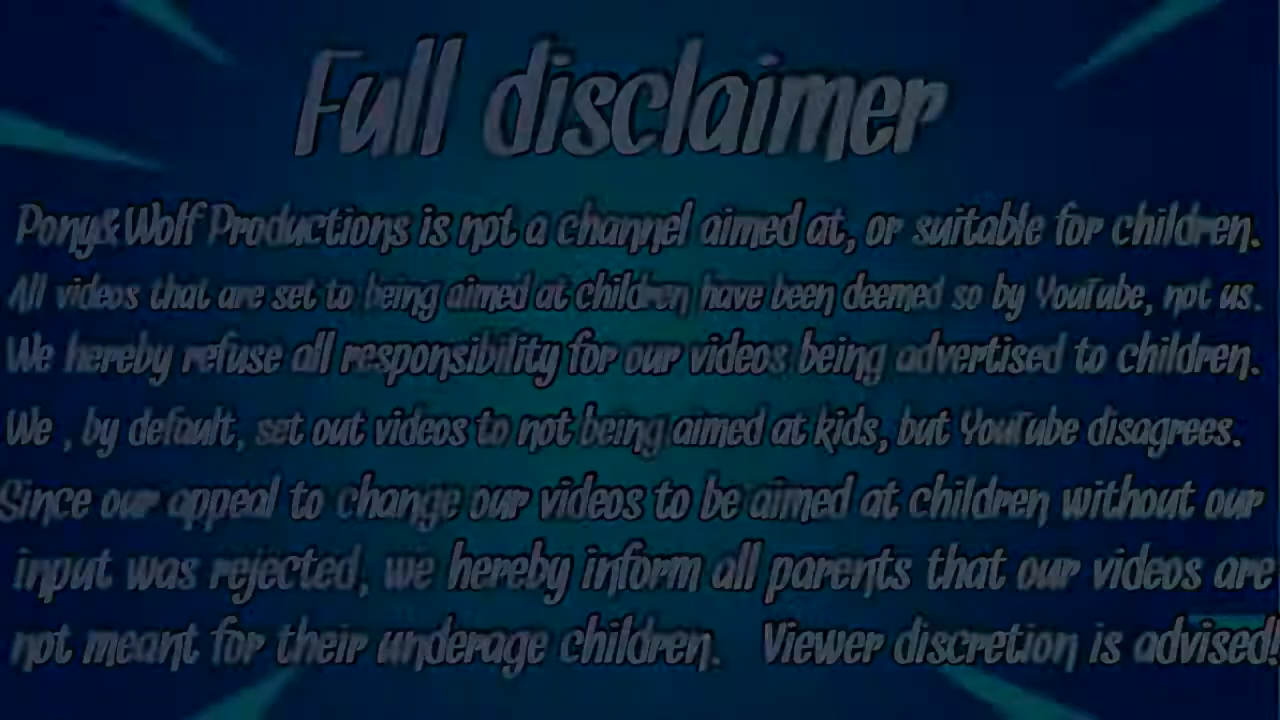 Full disclaimer
Pony&Wolf Productions is not a channel aimed at, or suitable for children.
All videos that are set to being aimed at children have been deemed so by YouTube, not us.
We hereby refuse all responsibility for our videos being advertised to children.
We , by default, set out videos to not being aimed at kids, but YouTube disagrees.
Since our appeal to change our videos to be aimed at children without our
input was rejected, we hereby inform all parents that our videos are
not meant for their underage children. Viewer discretion is advised!